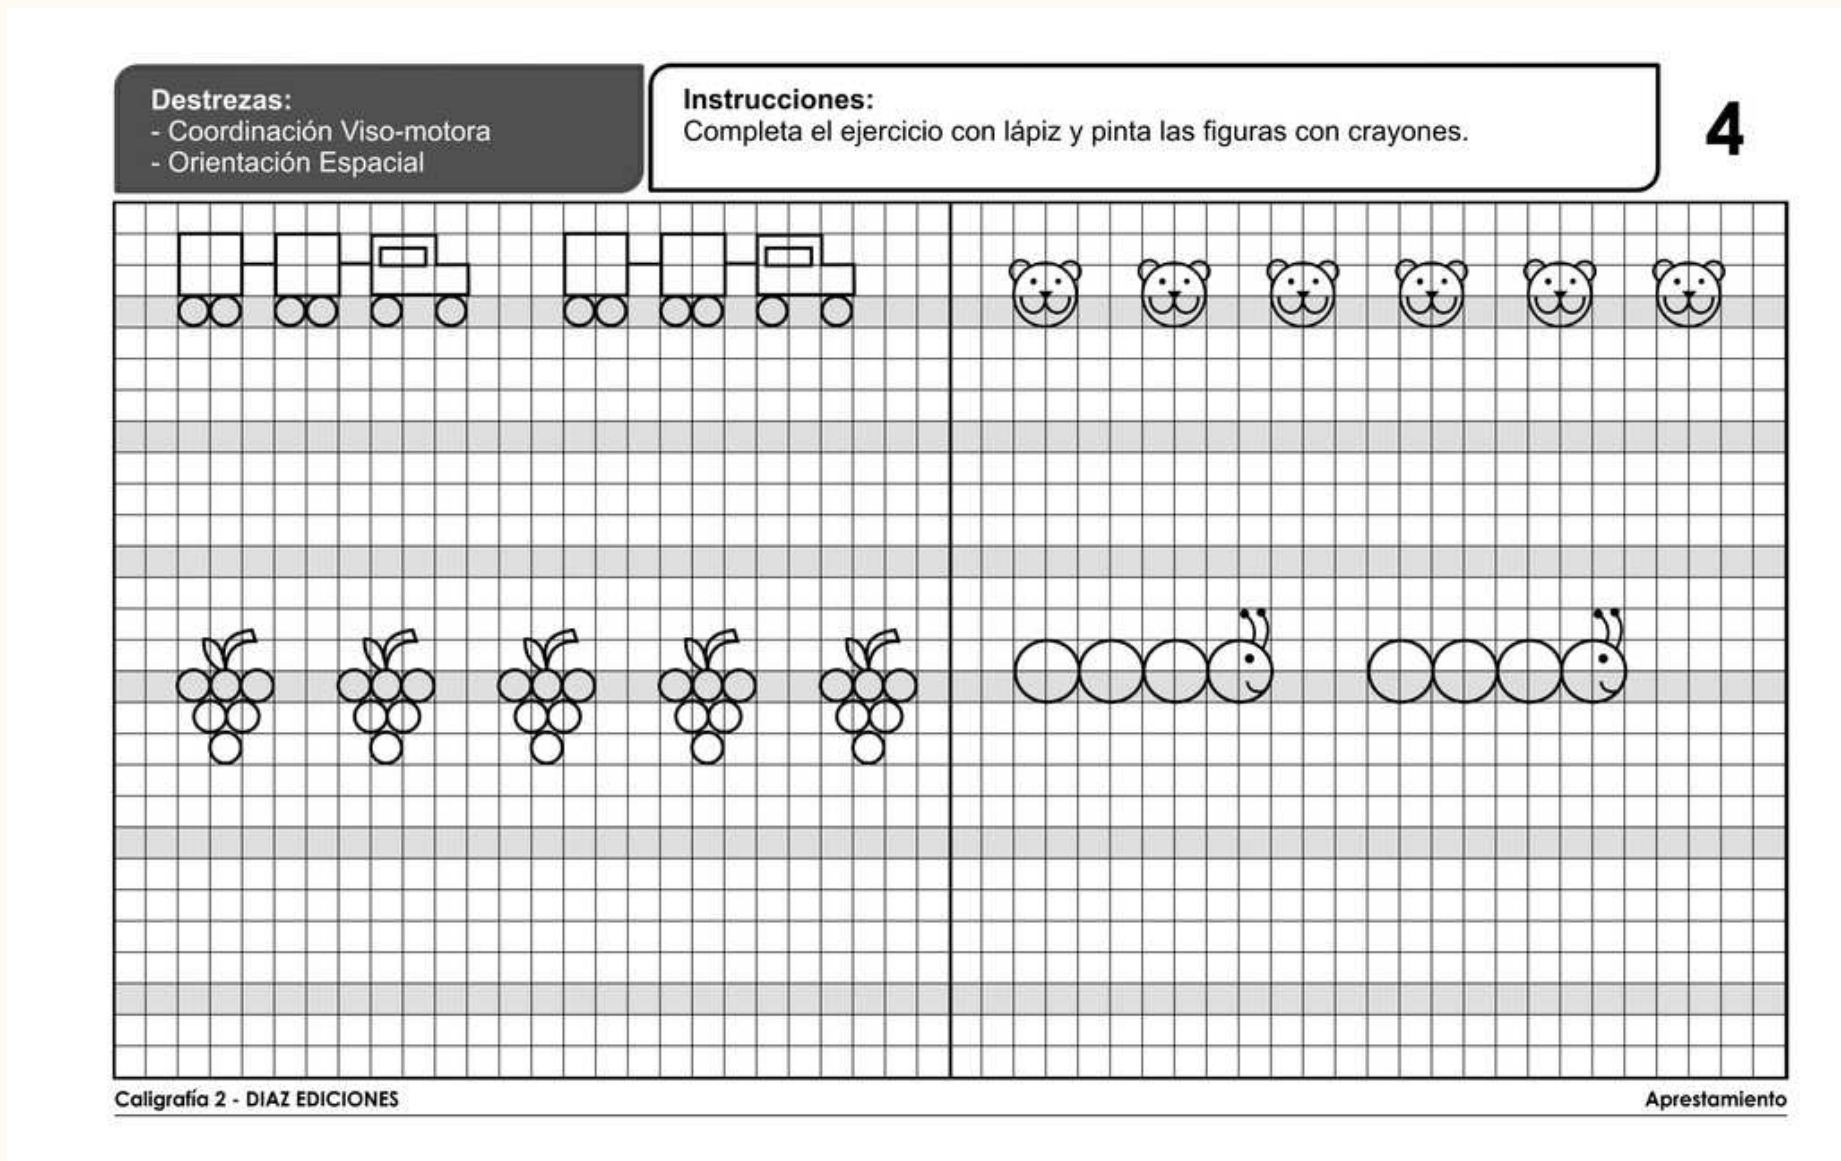 Destrezas:
- Coordinación Viso-motora
- Orientación Espacial
Instrucciones:
Completa el ejercicio con lápiz y pinta las figuras con crayones.
4
Caligrafía 2 - DIAZ EDICIONES
Aprestamiento